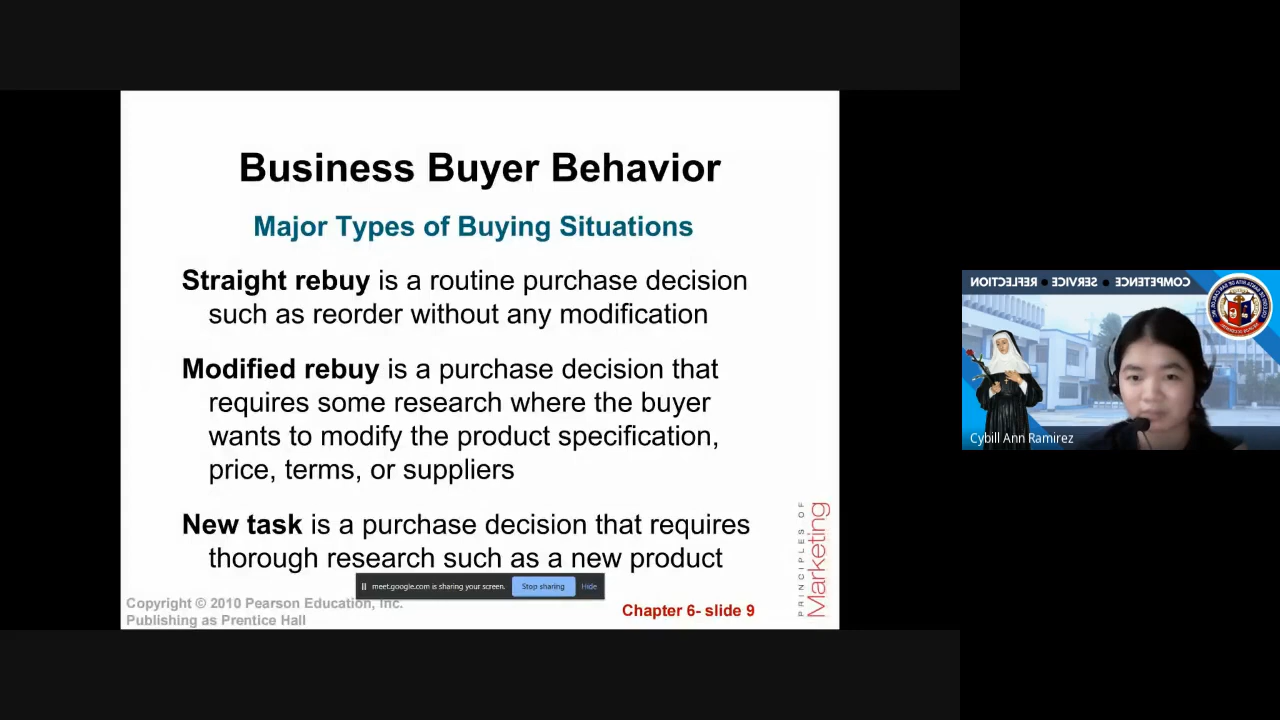 Business Buyer Behavior
Major Types of Buying Situations
Straight rebuy is a routine purchase decision
such as reorder without any modification
Modified rebuy is a purchase decision that
requires some research where the buyer
wants to modify the product specification,
price, terms, or suppliers
New task is a purchase decision that requires
thorough research such as a new product
meet.google.com is sharing your screen. Stop sharing Hide
Copyright © 2010 Pearson Education, Inc.
Publishing as Prentice Hall
Chapter 6- slide 9
PRINCIPLES OF
Marketing
COMPETENCE ● SERVICE ● REFLECTION
Cybill Ann Ramirez